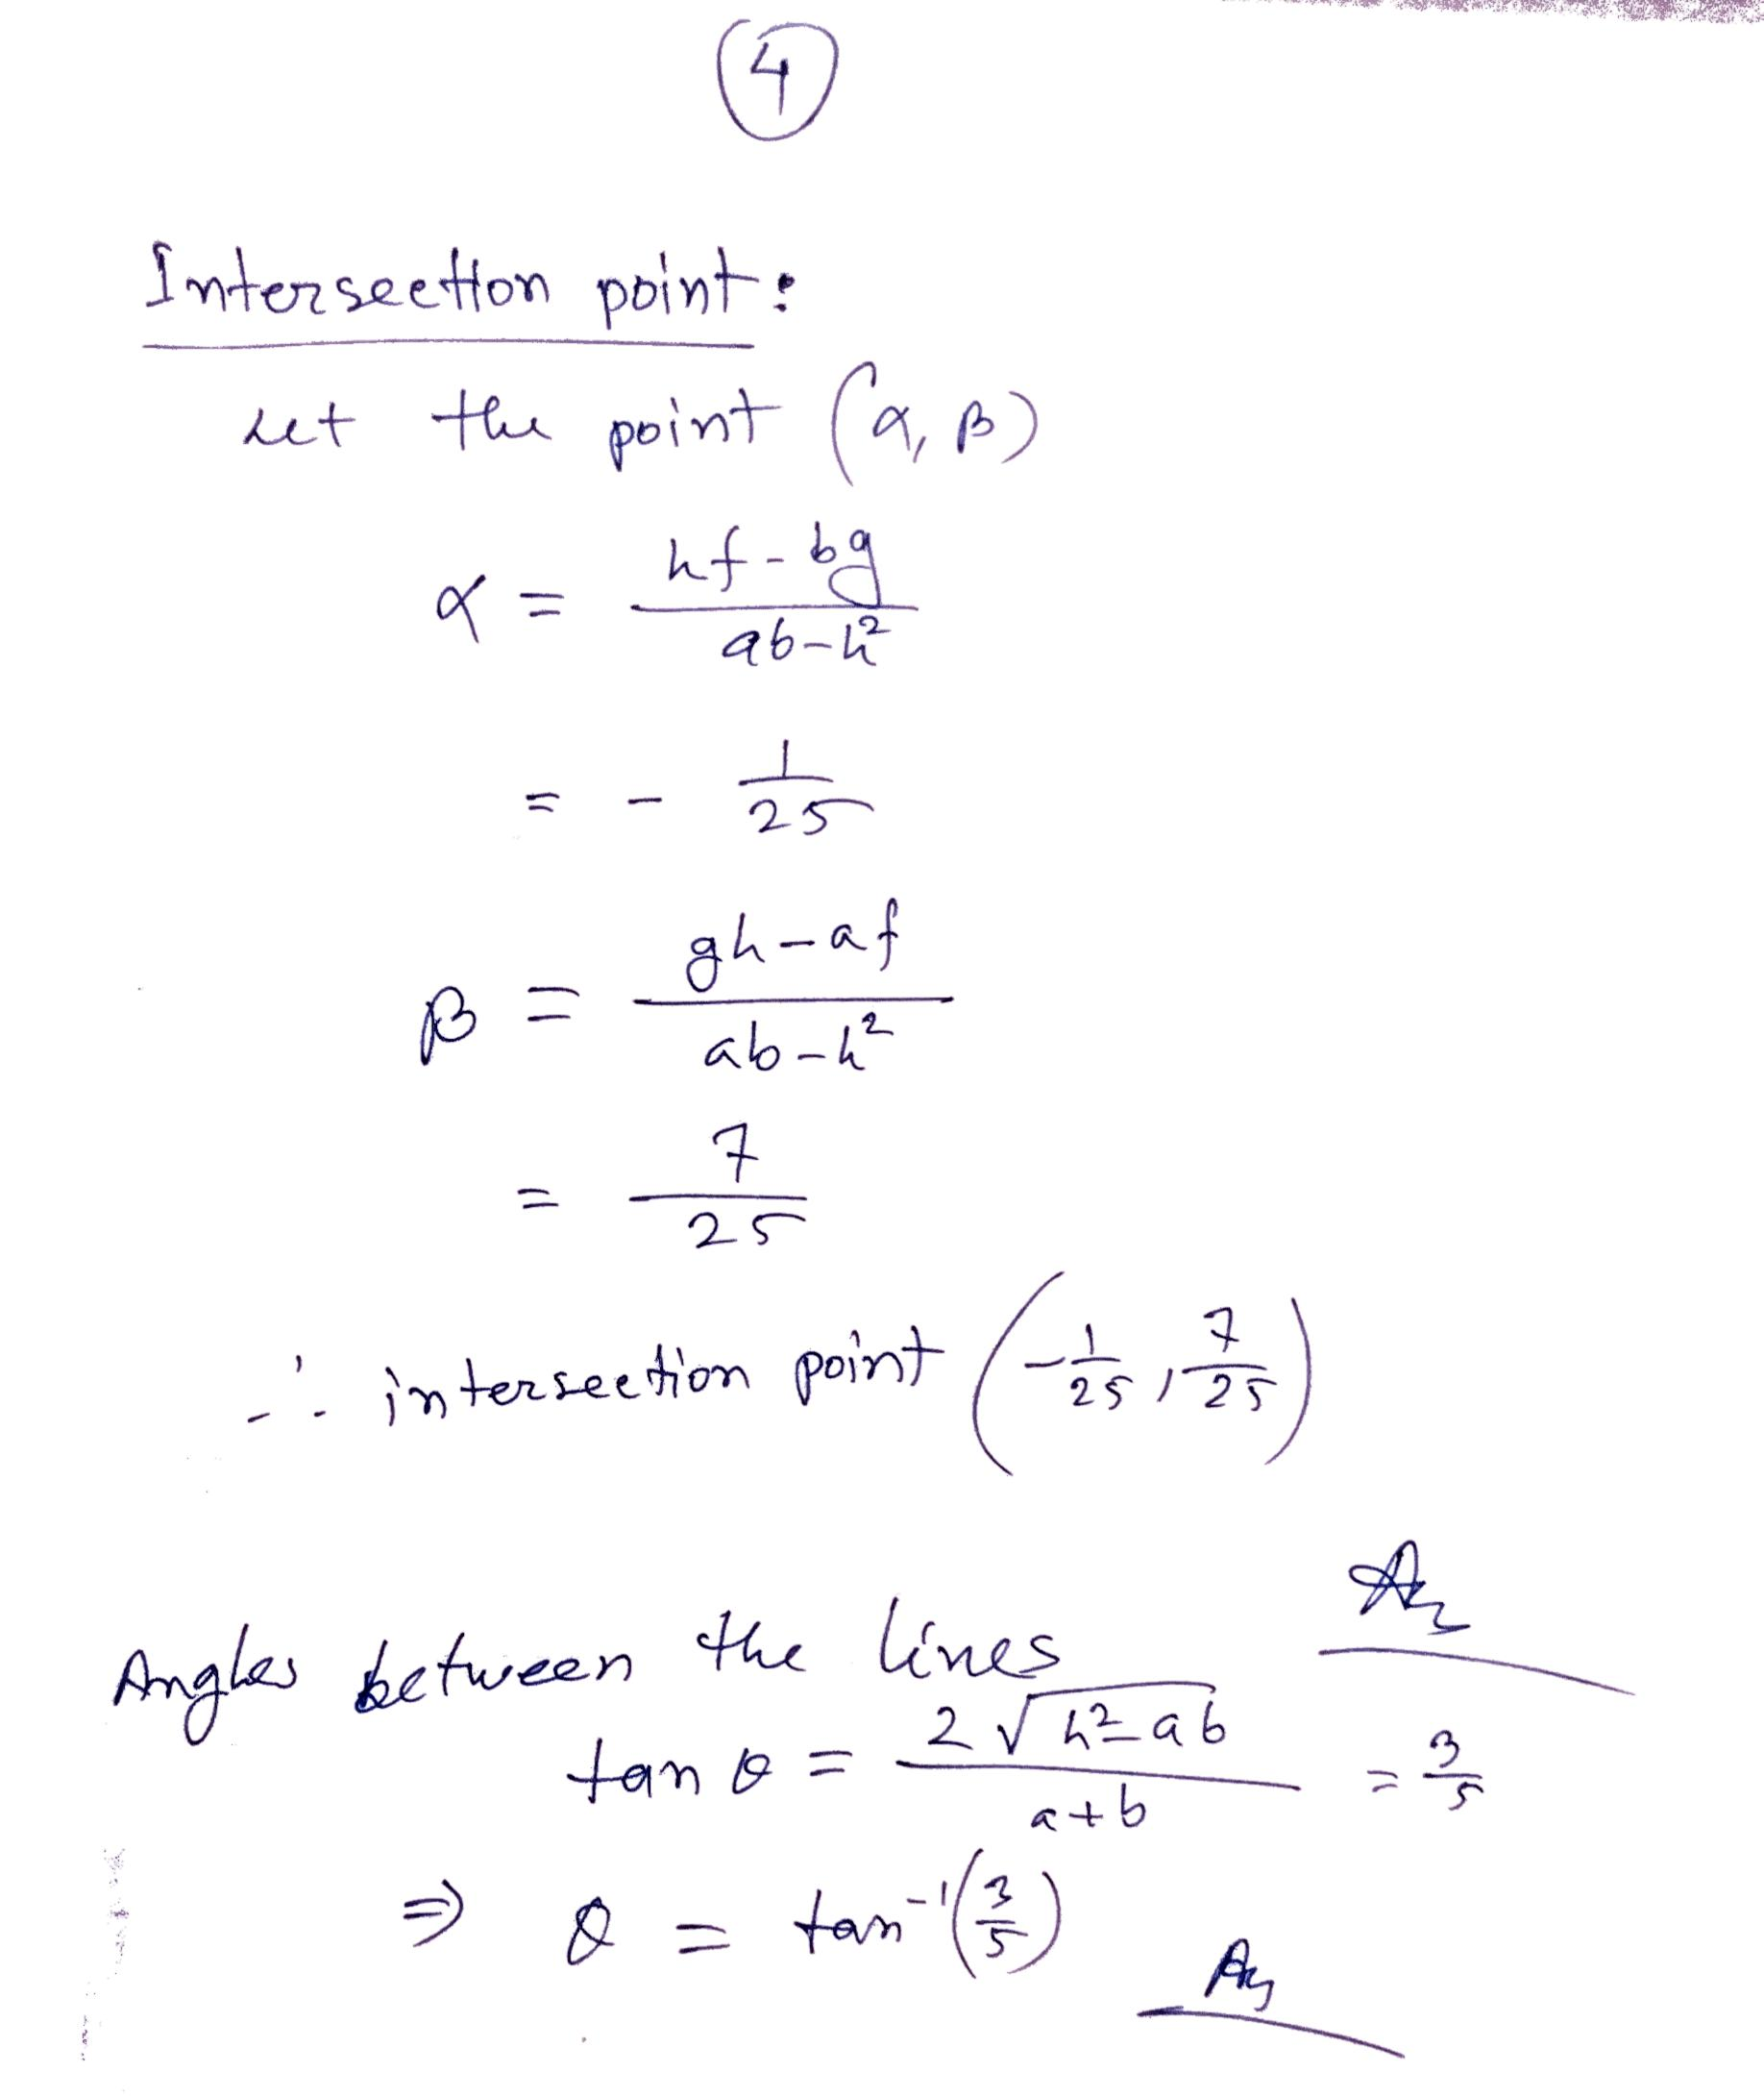 4
Intersection point:
Let the point (α, β)
α = hf - bg / ab - h²
= - 1/25
β = gh - af / ab - h²
= 7/25
∴ intersection point (-1/25, 7/25)
Ans
Angles between the lines
tan θ = 2√h² - ab / a + b = 3/5
⇒ θ = tan⁻¹(3/5)
Ans